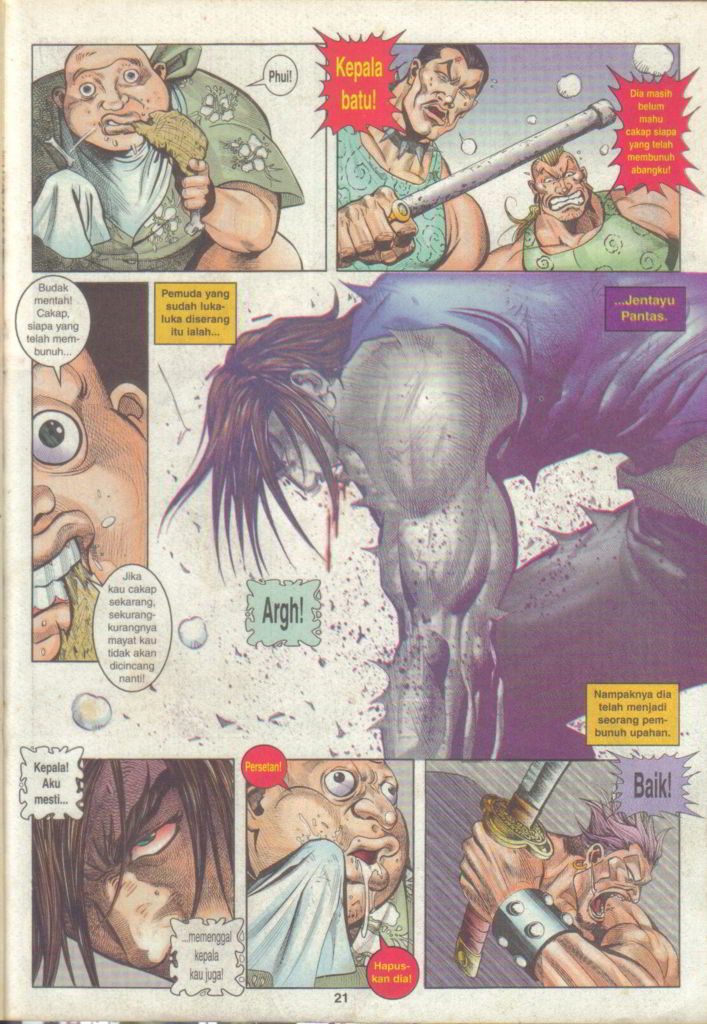 Phui!
Kepala
batu!
Dia masih
belum
mahu
cakap siapa
yang telah
membunuh
abangku!
Budak
mentah!
Cakap,
siapa yang
telah mem-
bunuh...
Pemuda yang
sudah luka-
luka diserang
itu ialah...
...Jentayu
Pantas.
Jika
kau cakap
sekarang,
sekurang-
kurangnya
mayat kau
tidak akan
dicincang
nanti!
Argh!
Nampaknya dia
telah menjadi
seorang pem-
bunuh upahan.
Kepala!
Aku
mesti...
...memenggal
kepala
kau juga!
Persetan!
Hapus-
kan dia!
Baik!
21